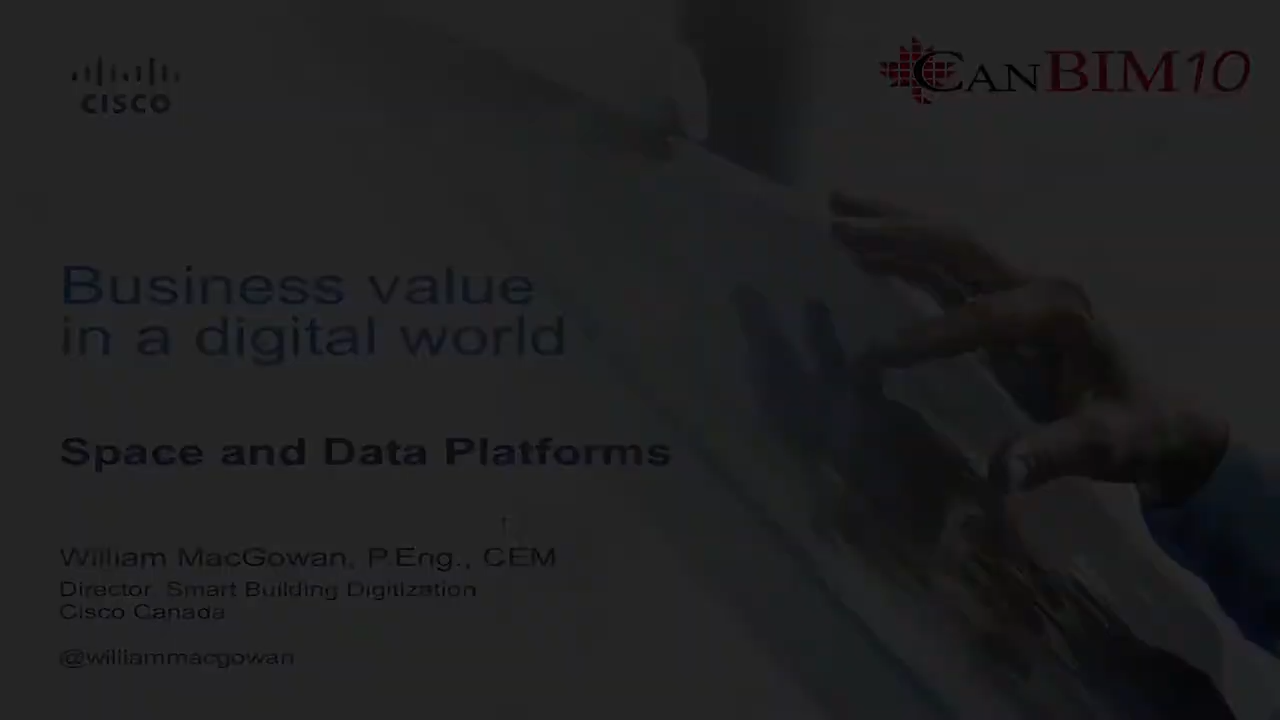 CISCO
CANBIM10
Business value
in a digital world
Space and Data Platforms
William MacGowan, P.Eng., CEM
Director, Smart Building Digitization
Cisco Canada
@williammacgowan